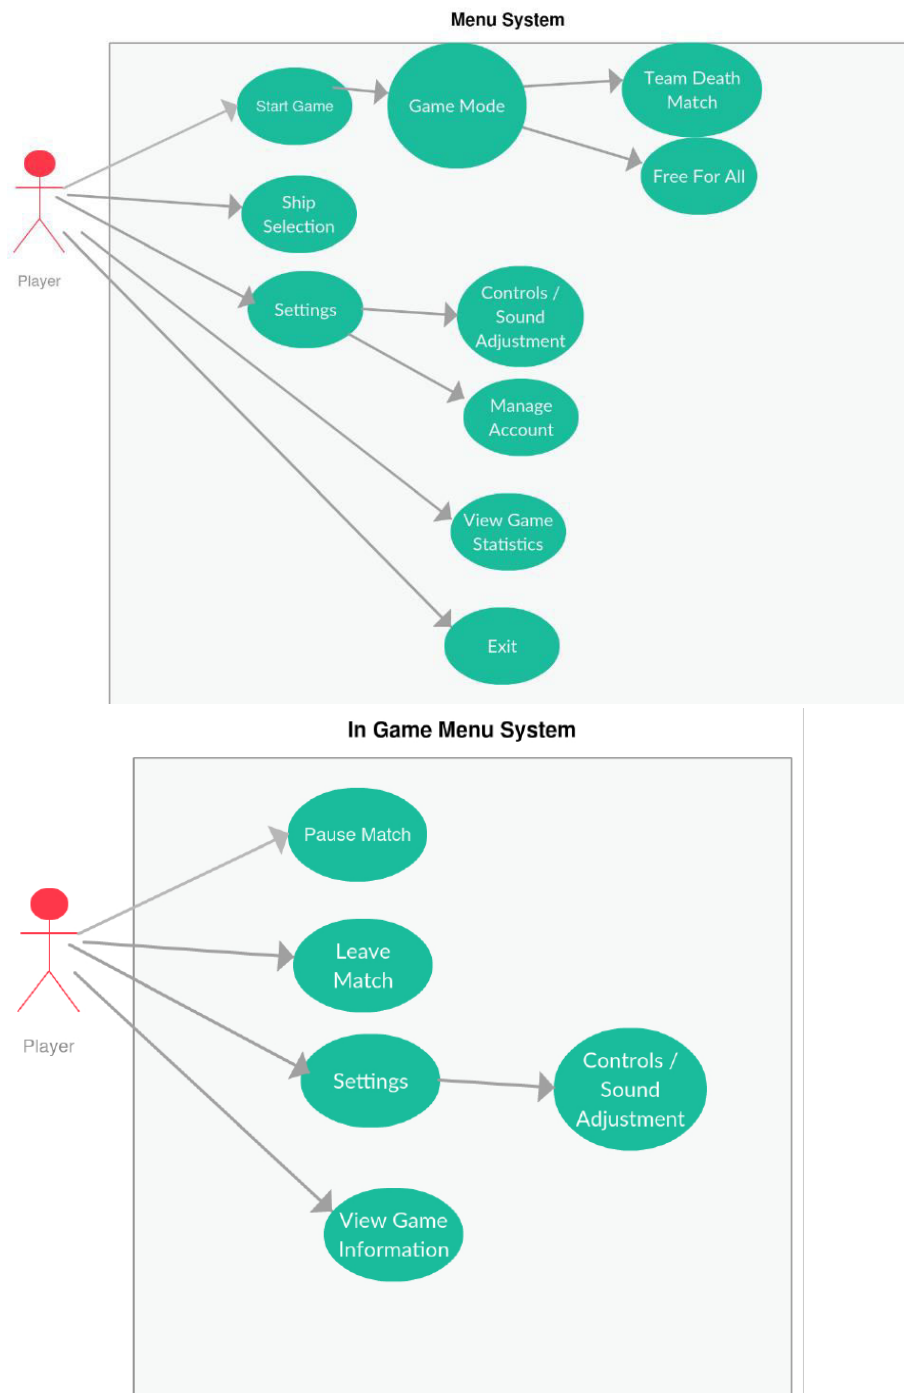 Menu System
Start Game
Game Mode
Team Death
Match
Free For All
Ship
Selection
Player
Settings
Controls /
Sound
Adjustment
Manage
Account
View Game
Statistics
Exit
In Game Menu System
Pause Match
Leave
Match
Player
Settings
Controls /
Sound
Adjustment
View Game
Information